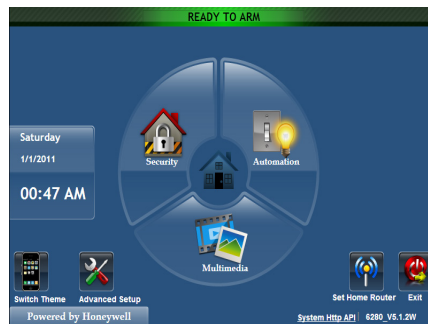 READY TO ARM
Saturday
1/1/2011
00:47 AM
Security
Automation
Multimedia
Switch Theme
Advanced Setup
Set Home Router
Exit
Powered by Honeywell
System Http API
6280_V5.1.2W